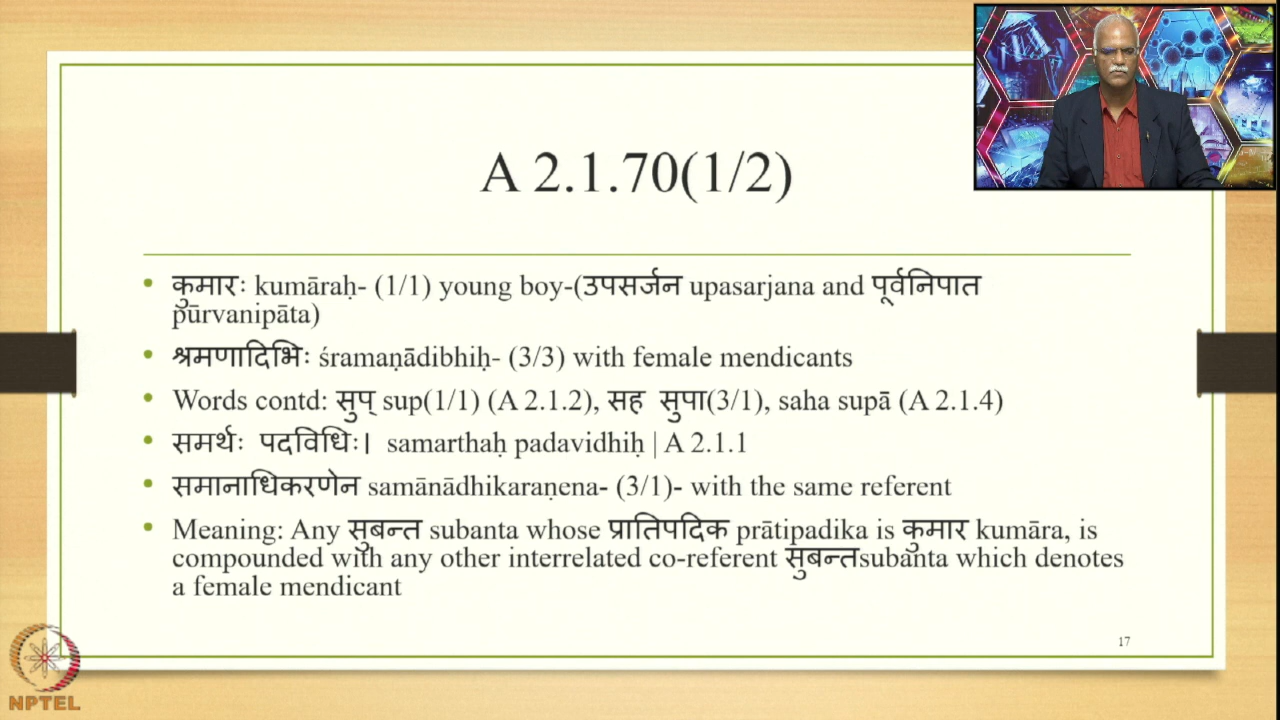 A 2.1.70(1/2)
• कुमारः kumāraḥ- (1/1) young boy-(उपसर्जन upasarjana and पूर्वनिपात
pūrvanipāta)
• श्रमणादिभिः śramaṇādibhiḥ- (3/3) with female mendicants
• Words contd: सुप् sup(1/1) (A 2.1.2), सह सुपा(3/1), saha supā (A 2.1.4)
• समर्थः पदविधिः। samarthaḥ padavidhiḥ | A 2.1.1
• समानाधिकरणेन samānādhikaraṇena- (3/1)- with the same referent
• Meaning: Any सुबन्त subanta whose प्रातिपदिक prātipadika is कुमार kumāra, is
compounded with any other interrelated co-referent सुबन्तsubanta which denotes
a female mendicant
17
NPTEL